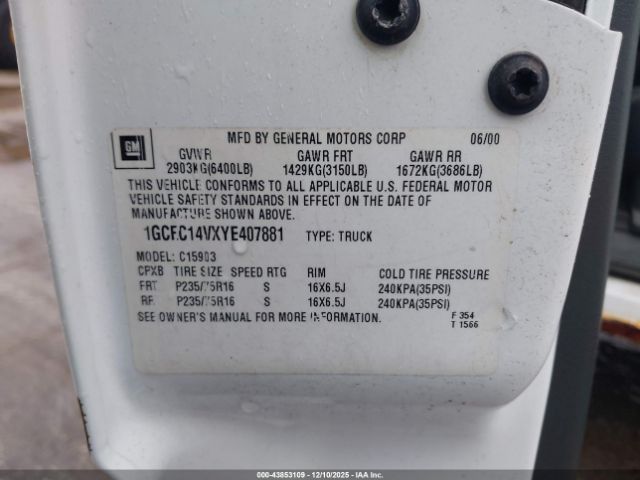 GM
MFD BY GENERAL MOTORS CORP 06/00
GVWR GAWR FRT GAWR RR
2903KG(6400LB) 1429KG(3150LB) 1672KG(3686LB)
THIS VEHICLE CONFORMS TO ALL APPLICABLE U.S. FEDERAL MOTOR
VEHICLE SAFETY STANDARDS IN EFFECT ON THE DATE OF
MANUFACTURE SHOWN ABOVE.
1GCEC14VXYE407881 TYPE: TRUCK
MODEL: C15903
TIRE SIZE SPEED RTG RIM COLD TIRE PRESSURE
FRT P235/75R16 S 16X6.5J 240KPA(35PSI)
RR P235/75R16 S 16X6.5J 240KPA(35PSI)
SEE OWNER'S MANUAL FOR MORE INFORMATION.
F 354
T 1566
000-43853109 - 12/10/2025 - IAAI.COM